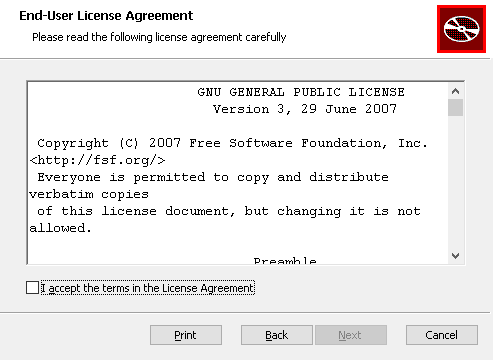 End-User License Agreement
Please read the following license agreement carefully
GNU GENERAL PUBLIC LICENSE
Version 3, 29 June 2007
Copyright (C) 2007 Free Software Foundation, Inc.
<http://fsf.org/>
Everyone is permitted to copy and distribute
verbatim copies
of this license document, but changing it is not
allowed.
Preamble
I accept the terms in the License Agreement
Print Back Next Cancel